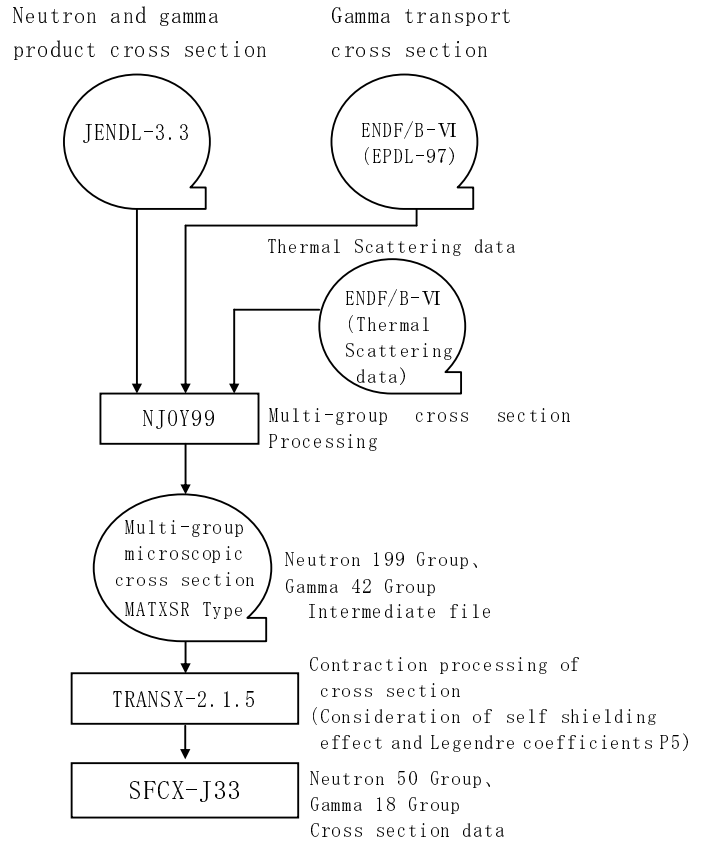 Neutron and gamma
product cross section
Gamma transport
cross section
JENDL-3.3
ENDF/B-Ⅵ
(EPDL-97)
Thermal Scattering data
ENDF/B-Ⅵ
(Thermal
Scattering
data)
NJOY99
Multi-group cross section
Processing
Multi-group
microscopic
cross section
MATXSR Type
Neutron 199 Group、
Gamma 42 Group
Intermediate file
TRANSX-2.1.5
Contraction processing of
cross section
(Consideration of self shielding
effect and Legendre coefficients P5)
SFCX-J33
Neutron 50 Group、
Gamma 18 Group
Cross section data